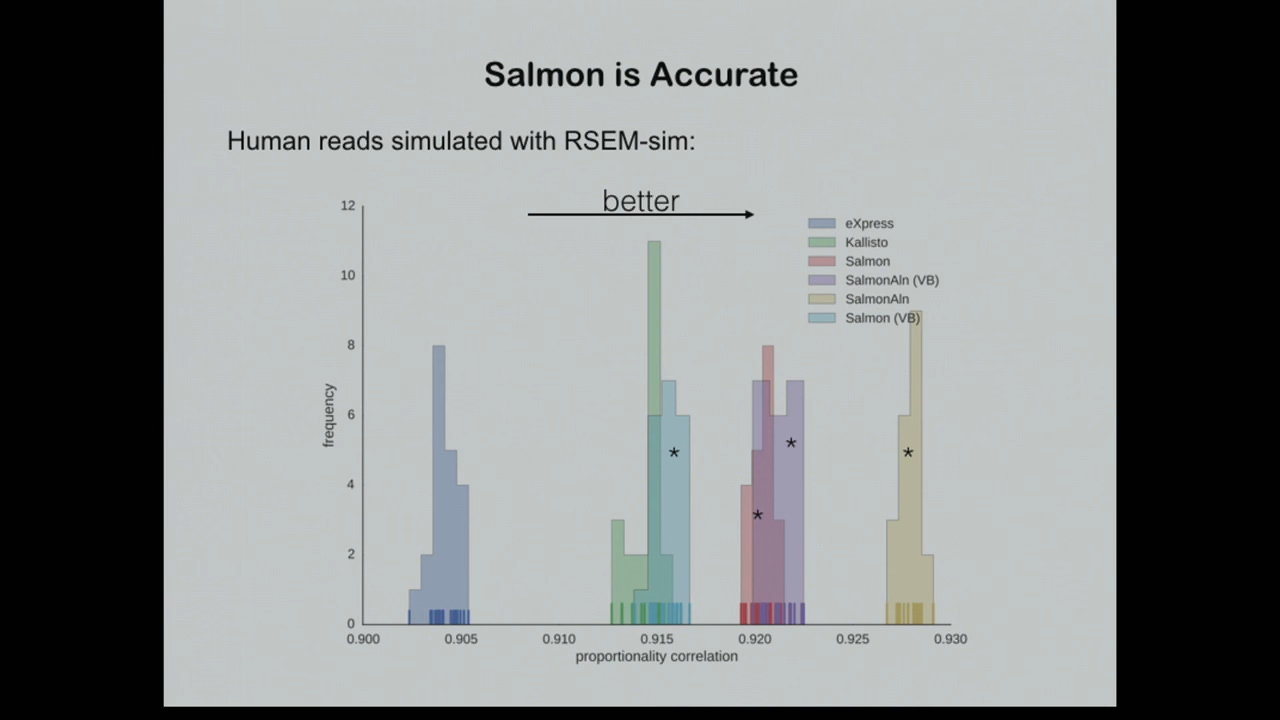 Salmon is Accurate
Human reads simulated with RSEM-sim:
better
12
10
8
6
4
2
0
frequency
eXpress
Kallisto
Salmon
SalmonAln (VB)
SalmonAln
Salmon (VB)
*
*
*
*
0.900 0.905 0.910 0.915 0.920 0.925 0.930
proportionality correlation